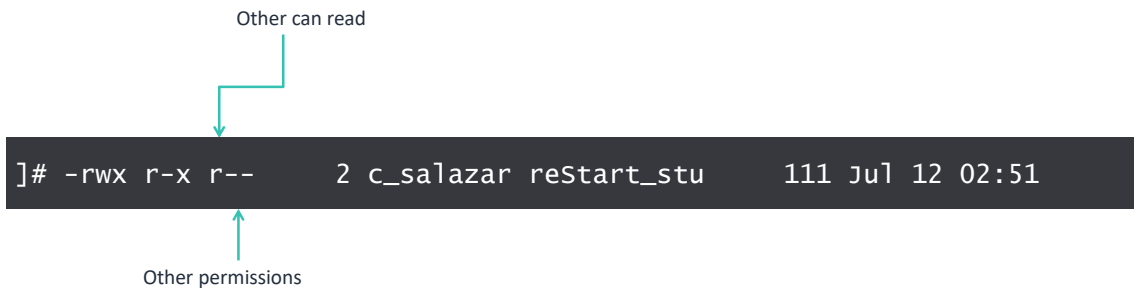 Other can read
]# -rwx r-x r--    2 c_salazar reStart_stu    111 Jul 12 02:51
Other permissions